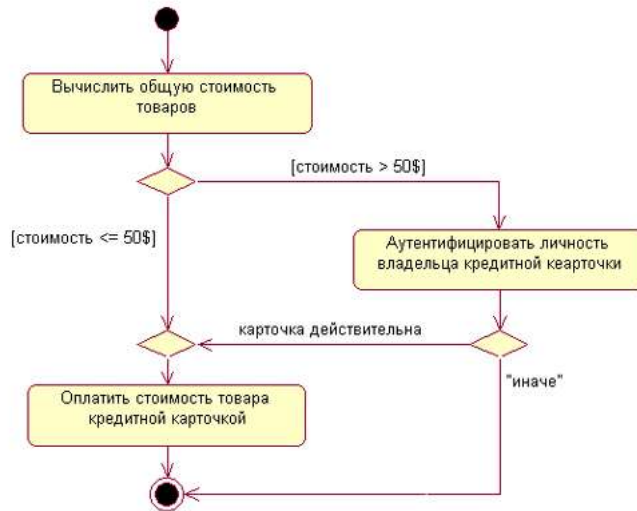 Вычислить общую стоимость
товаров
[стоимость > 50$]
[стоимость <= 50$]
Аутентифицировать личность
владельца кредитной кеарточки
карточка действительна
"иначе"
Оплатить стоимость товара
кредитной карточкой